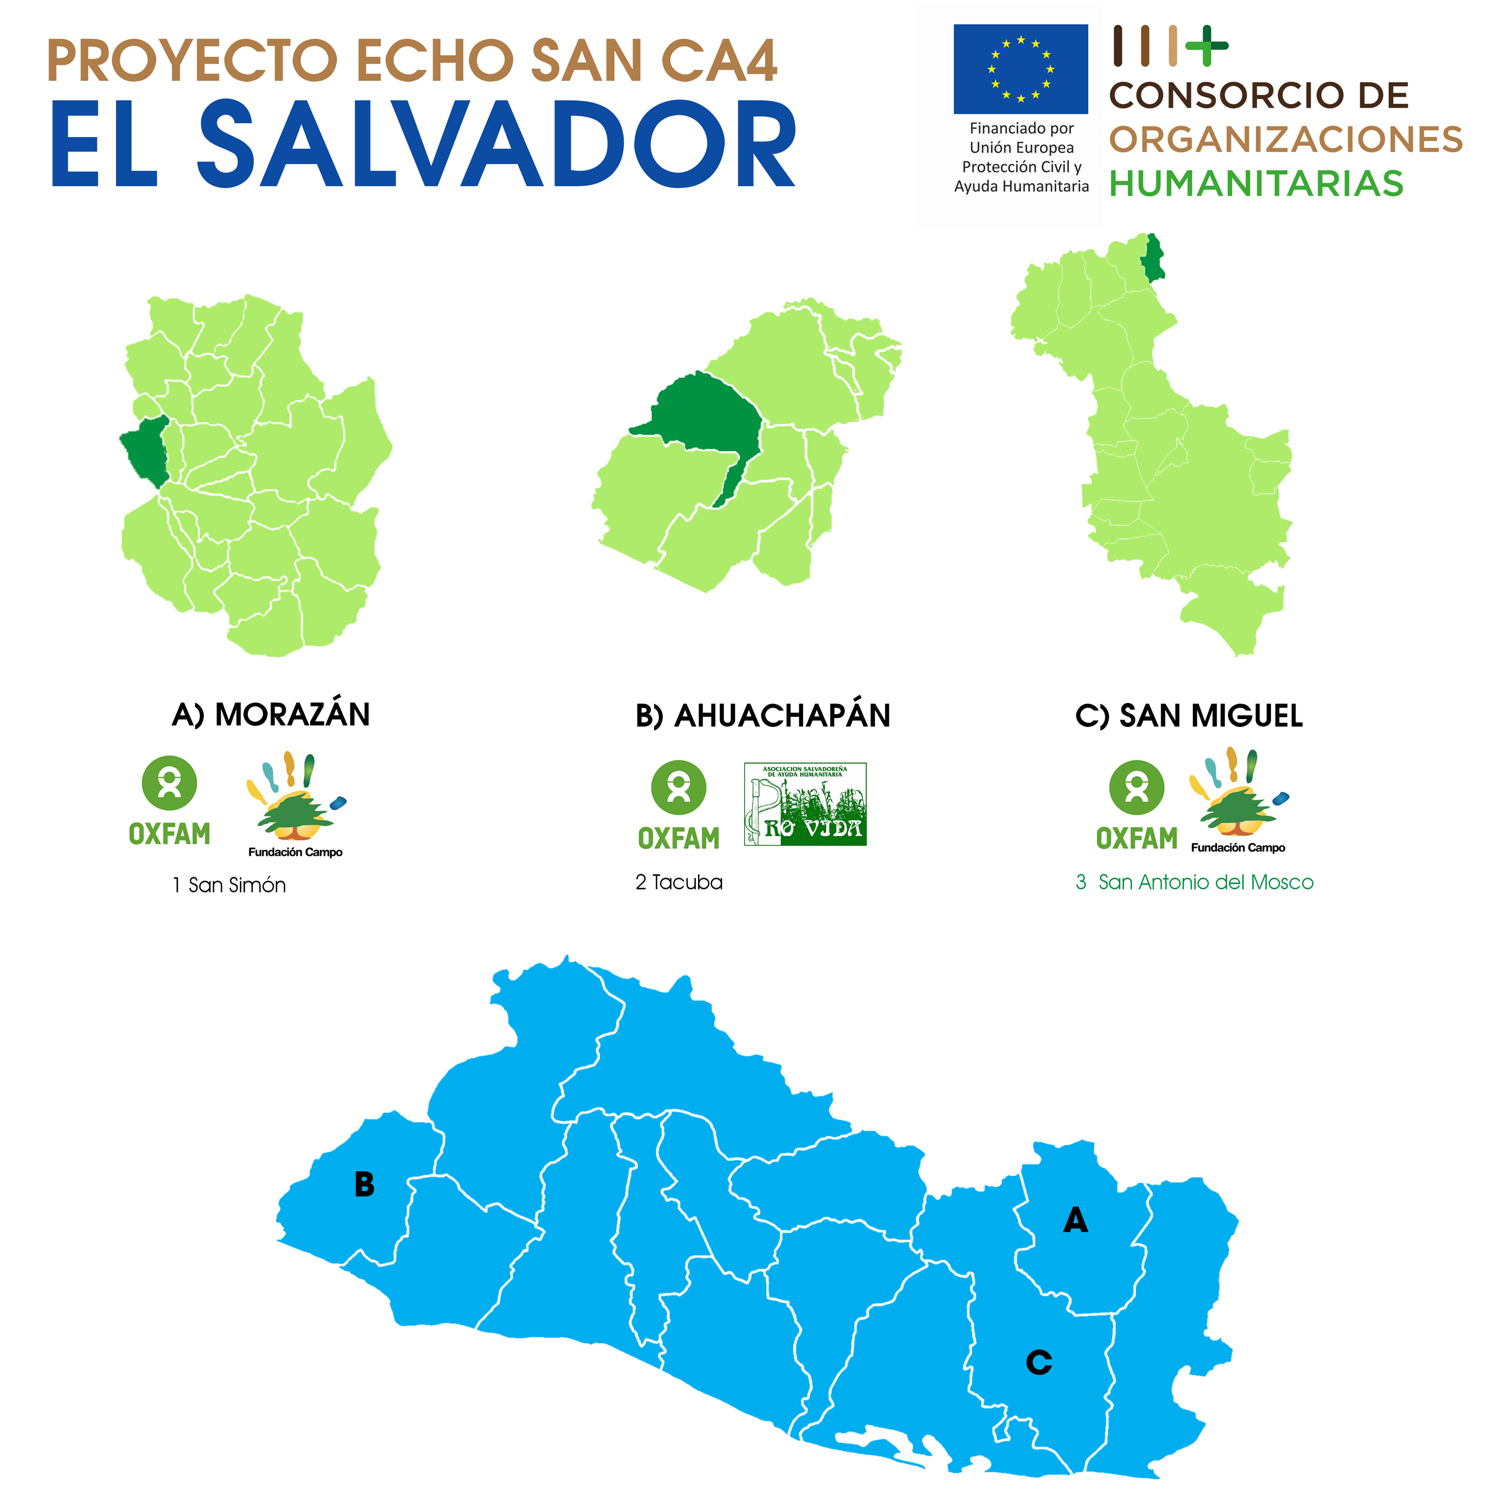 PROYECTO ECHO SAN CA4
EL SALVADOR
Financiado por
Unión Europea
Protección Civil y
Ayuda Humanitaria
CONSORCIO DE
ORGANIZACIONES
HUMANITARIAS
A) MORAZÁN
OXFAM
Fundación Campo
1 San Simón
B) AHUACHAPÁN
OXFAM
ASOCIACION SALVADOREÑA
DE AYUDA HUMANITARIA
PRO VIDA
2 Tacuba
C) SAN MIGUEL
OXFAM
Fundación Campo
3 San Antonio del Mosco
B
A
C